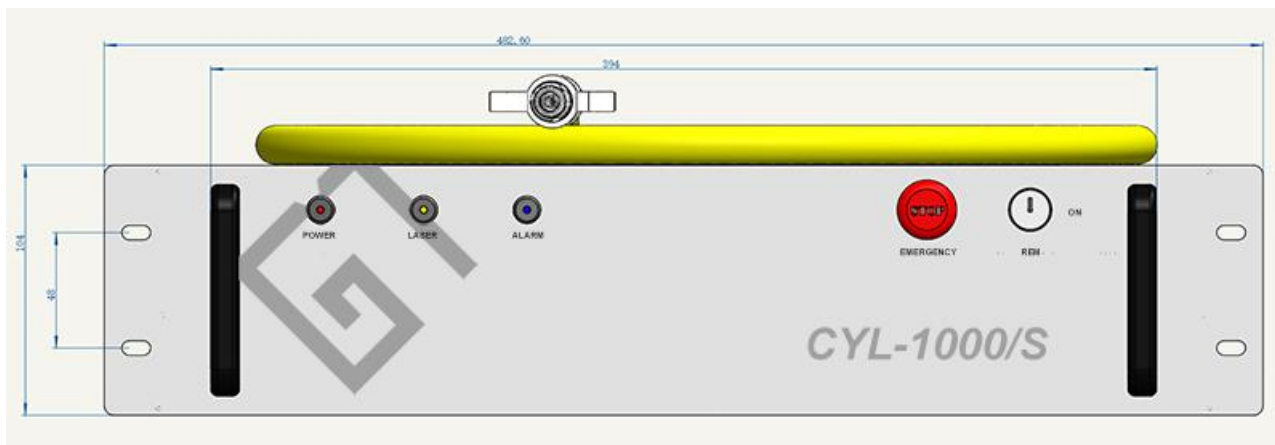 482.60
394
104
48
POWER
LASER
ALARM
STOP
EMERGENCY
REM
ON
CYL-1000/S